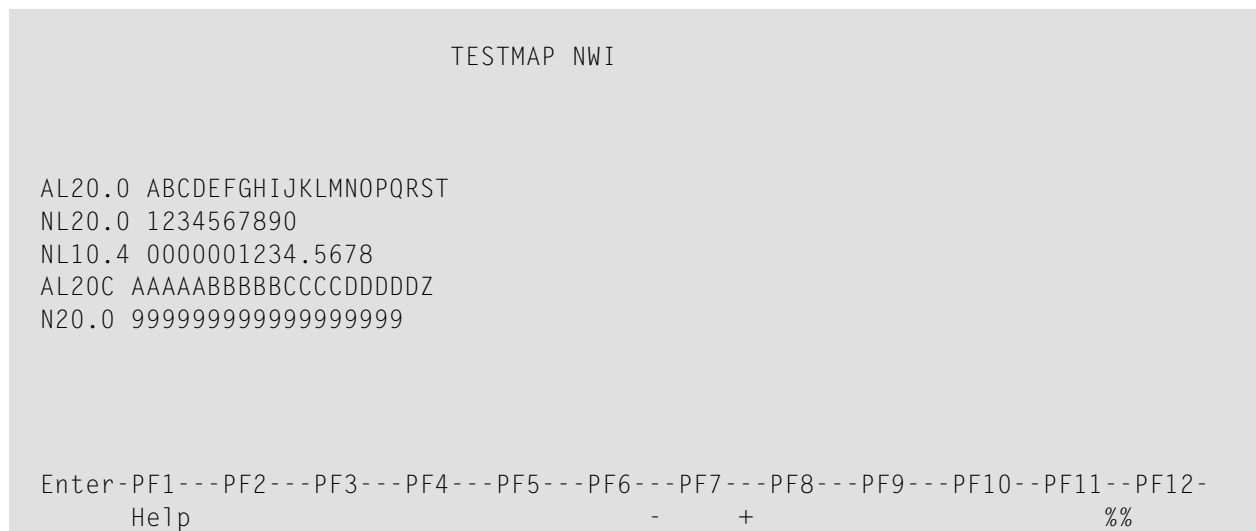 TESTMAP NWI
AL20.0 ABCDEFGHIJKLMNOPQRST
NL20.0 1234567890
NL10.4 0000001234.5678
AL20C AAAAABBBBBCCCCDDDDDZ
N20.0 999999999999999999
Enter-PF1---PF2---PF3---PF4---PF5---PF6---PF7---PF8---PF9---PF10--PF11--PF12-
Help - + %%